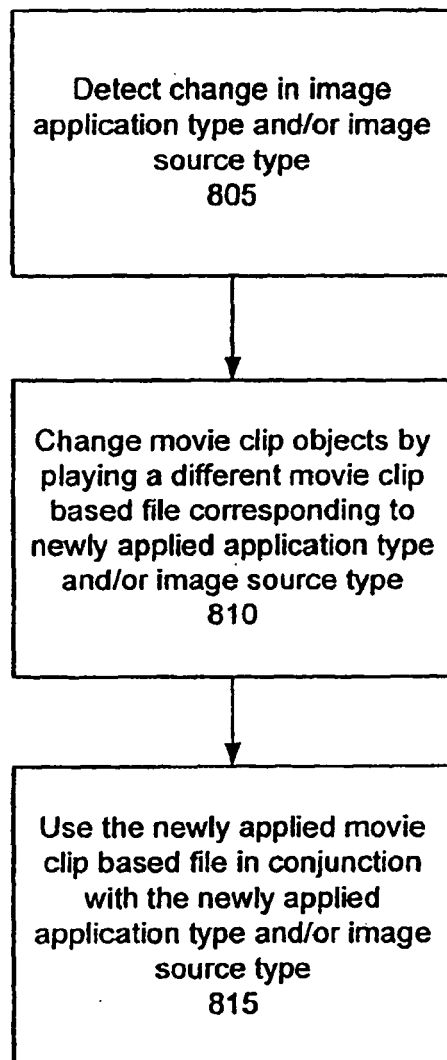 Detect change in image
application type and/or image
source type
805
Change movie clip objects by
playing a different movie clip
based file corresponding to
newly applied application type
and/or image source type
810
Use the newly applied movie
clip based file in conjunction
with the newly applied
application type and/or image
source type
815